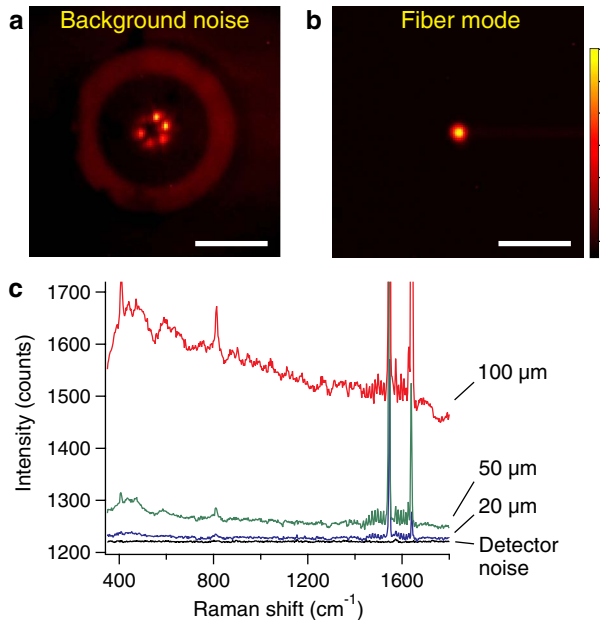 a
Background noise
b
Fiber mode
c
1700
1600
1500
1400
1300
1200
Intensity (counts)
400
800
1200
1600
Raman shift (cm⁻¹)
100 µm
50 µm
20 µm
Detector
noise